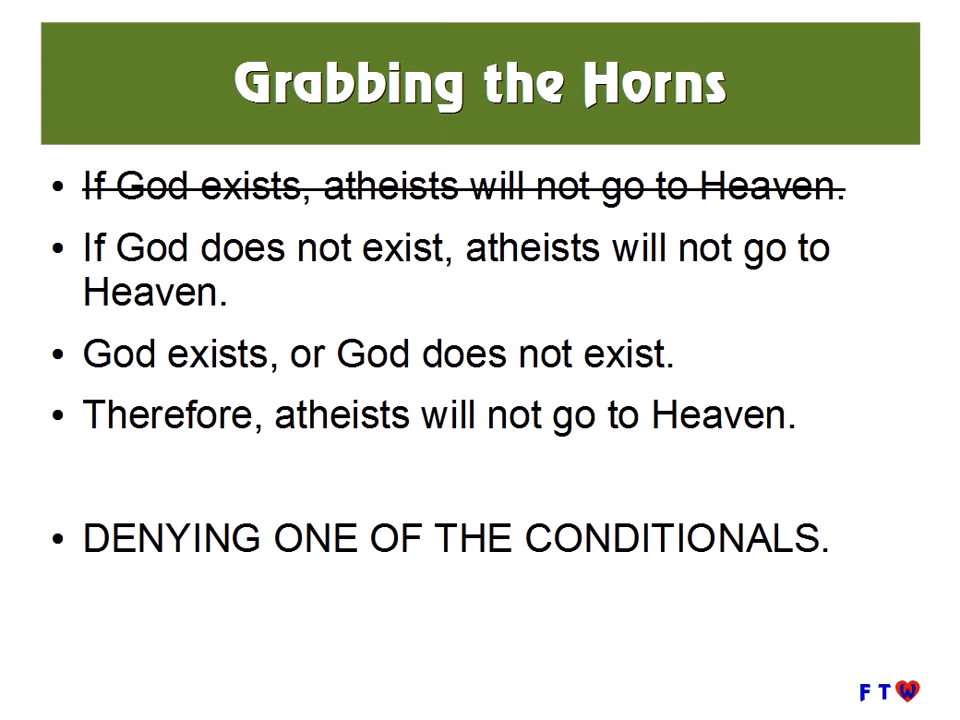 Grabbing the Horns
• If God exists, atheists will not go to Heaven.
• If God does not exist, atheists will not go to
Heaven.
• God exists, or God does not exist.
• Therefore, atheists will not go to Heaven.
• DENYING ONE OF THE CONDITIONALS.
F T W